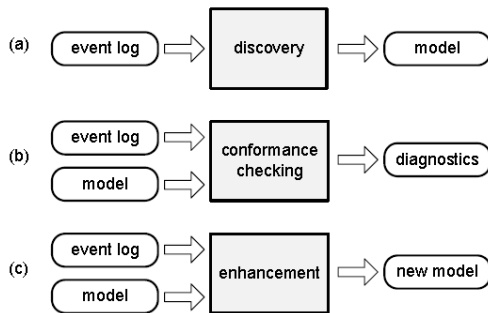 (a) event log discovery model
event log
(b) conformance checking diagnostics
model
event log
(c) enhancement new model
model